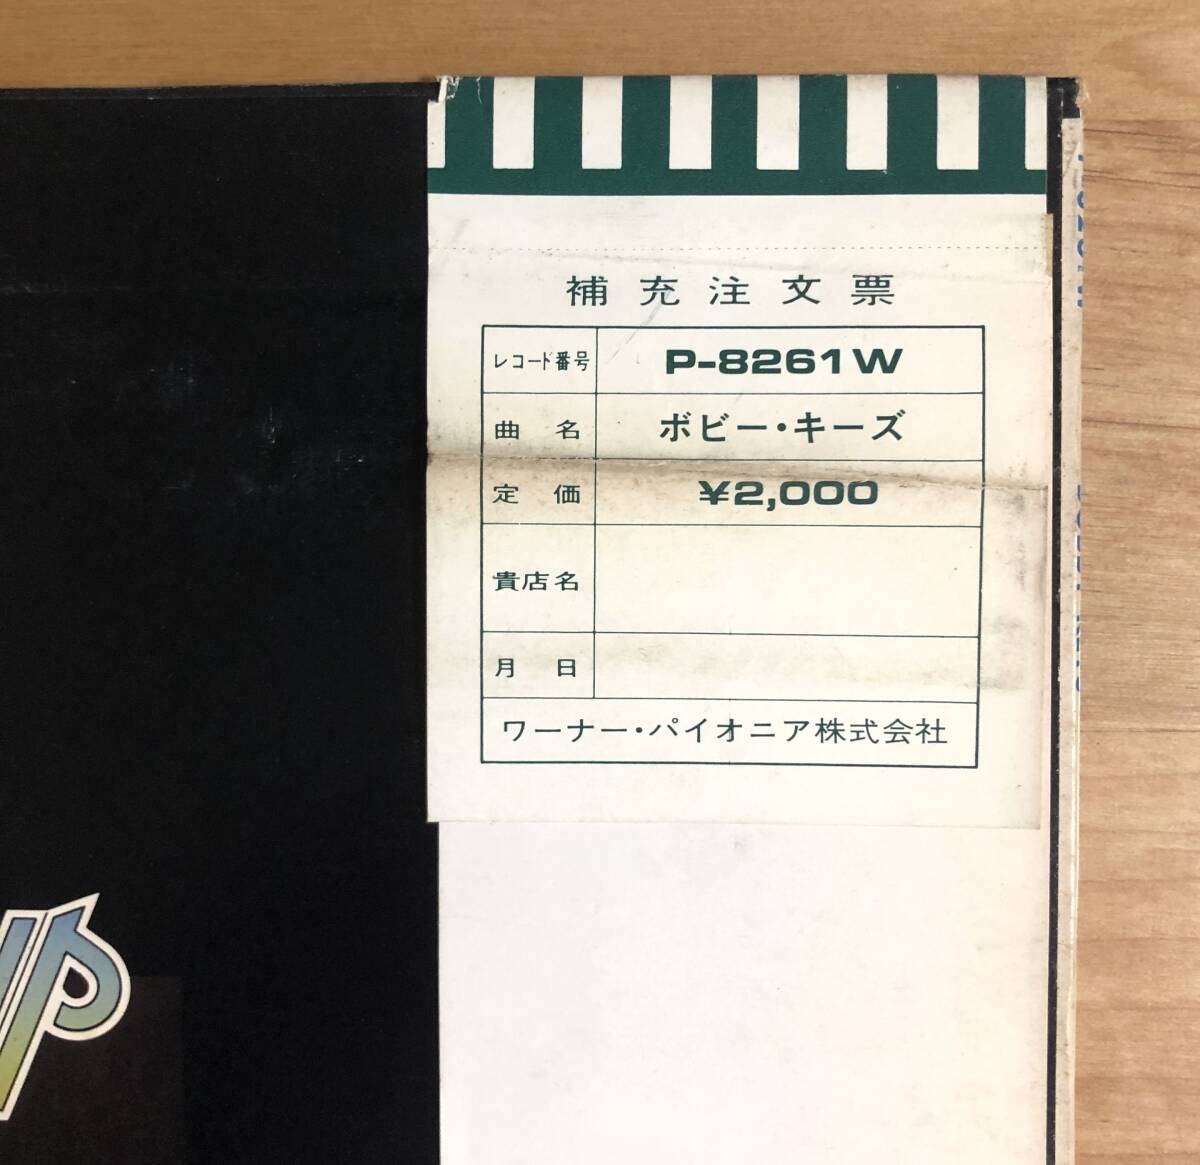 補充注文票
レコード番号 P-8261W
曲名 ボビー・キーズ
定価 ¥2,000
貴店名
月日
ワーナー・パイオニア株式会社